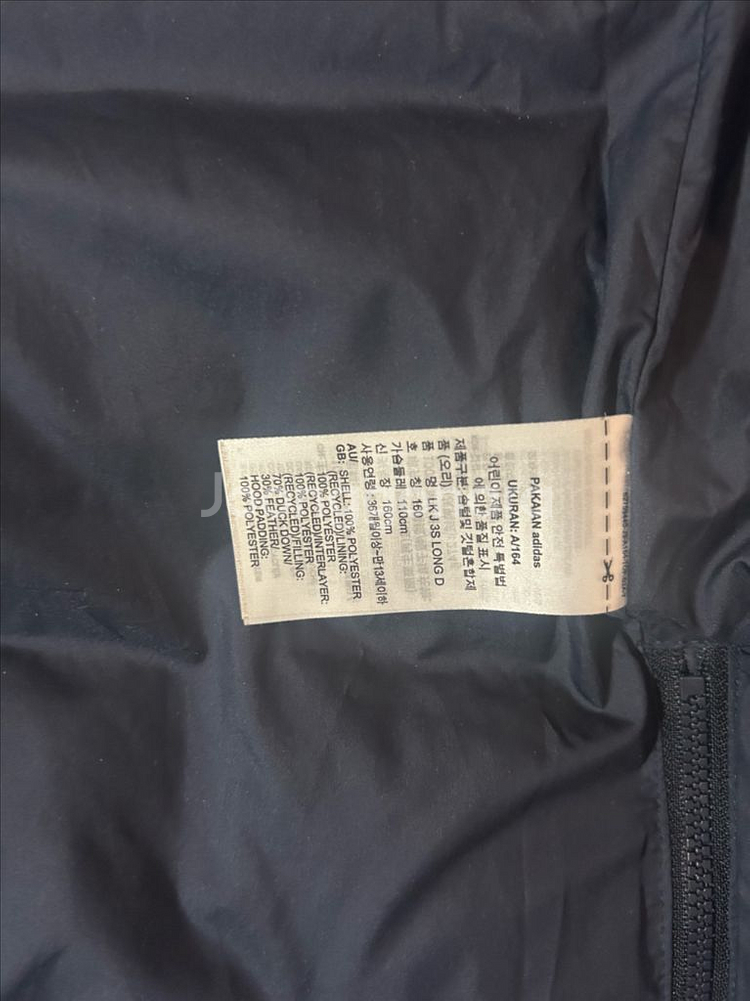 PAKAIAN adidas
UKURAN: A/164
어린이 제품 안전 특별법
에 의한 품질 표시
제품구분: 솜털및 깃털혼합제
품 (오리)
품 명 LK J 3S LONG D
호 칭 160
가슴둘레 110cm
신 장 160cm
사용연령 : 36개월이상~만13세이하
AU/
GB: SHELL: 100% POLYESTER
(RECYCLED)/LINING:
100% POLYESTER
(RECYCLED)/INTERLAYER:
100% POLYESTER
(RECYCLED)/FILLING:
70% DUCK DOWN/
30% FEATHER/
HOOD PADDING:
100% POLYESTER